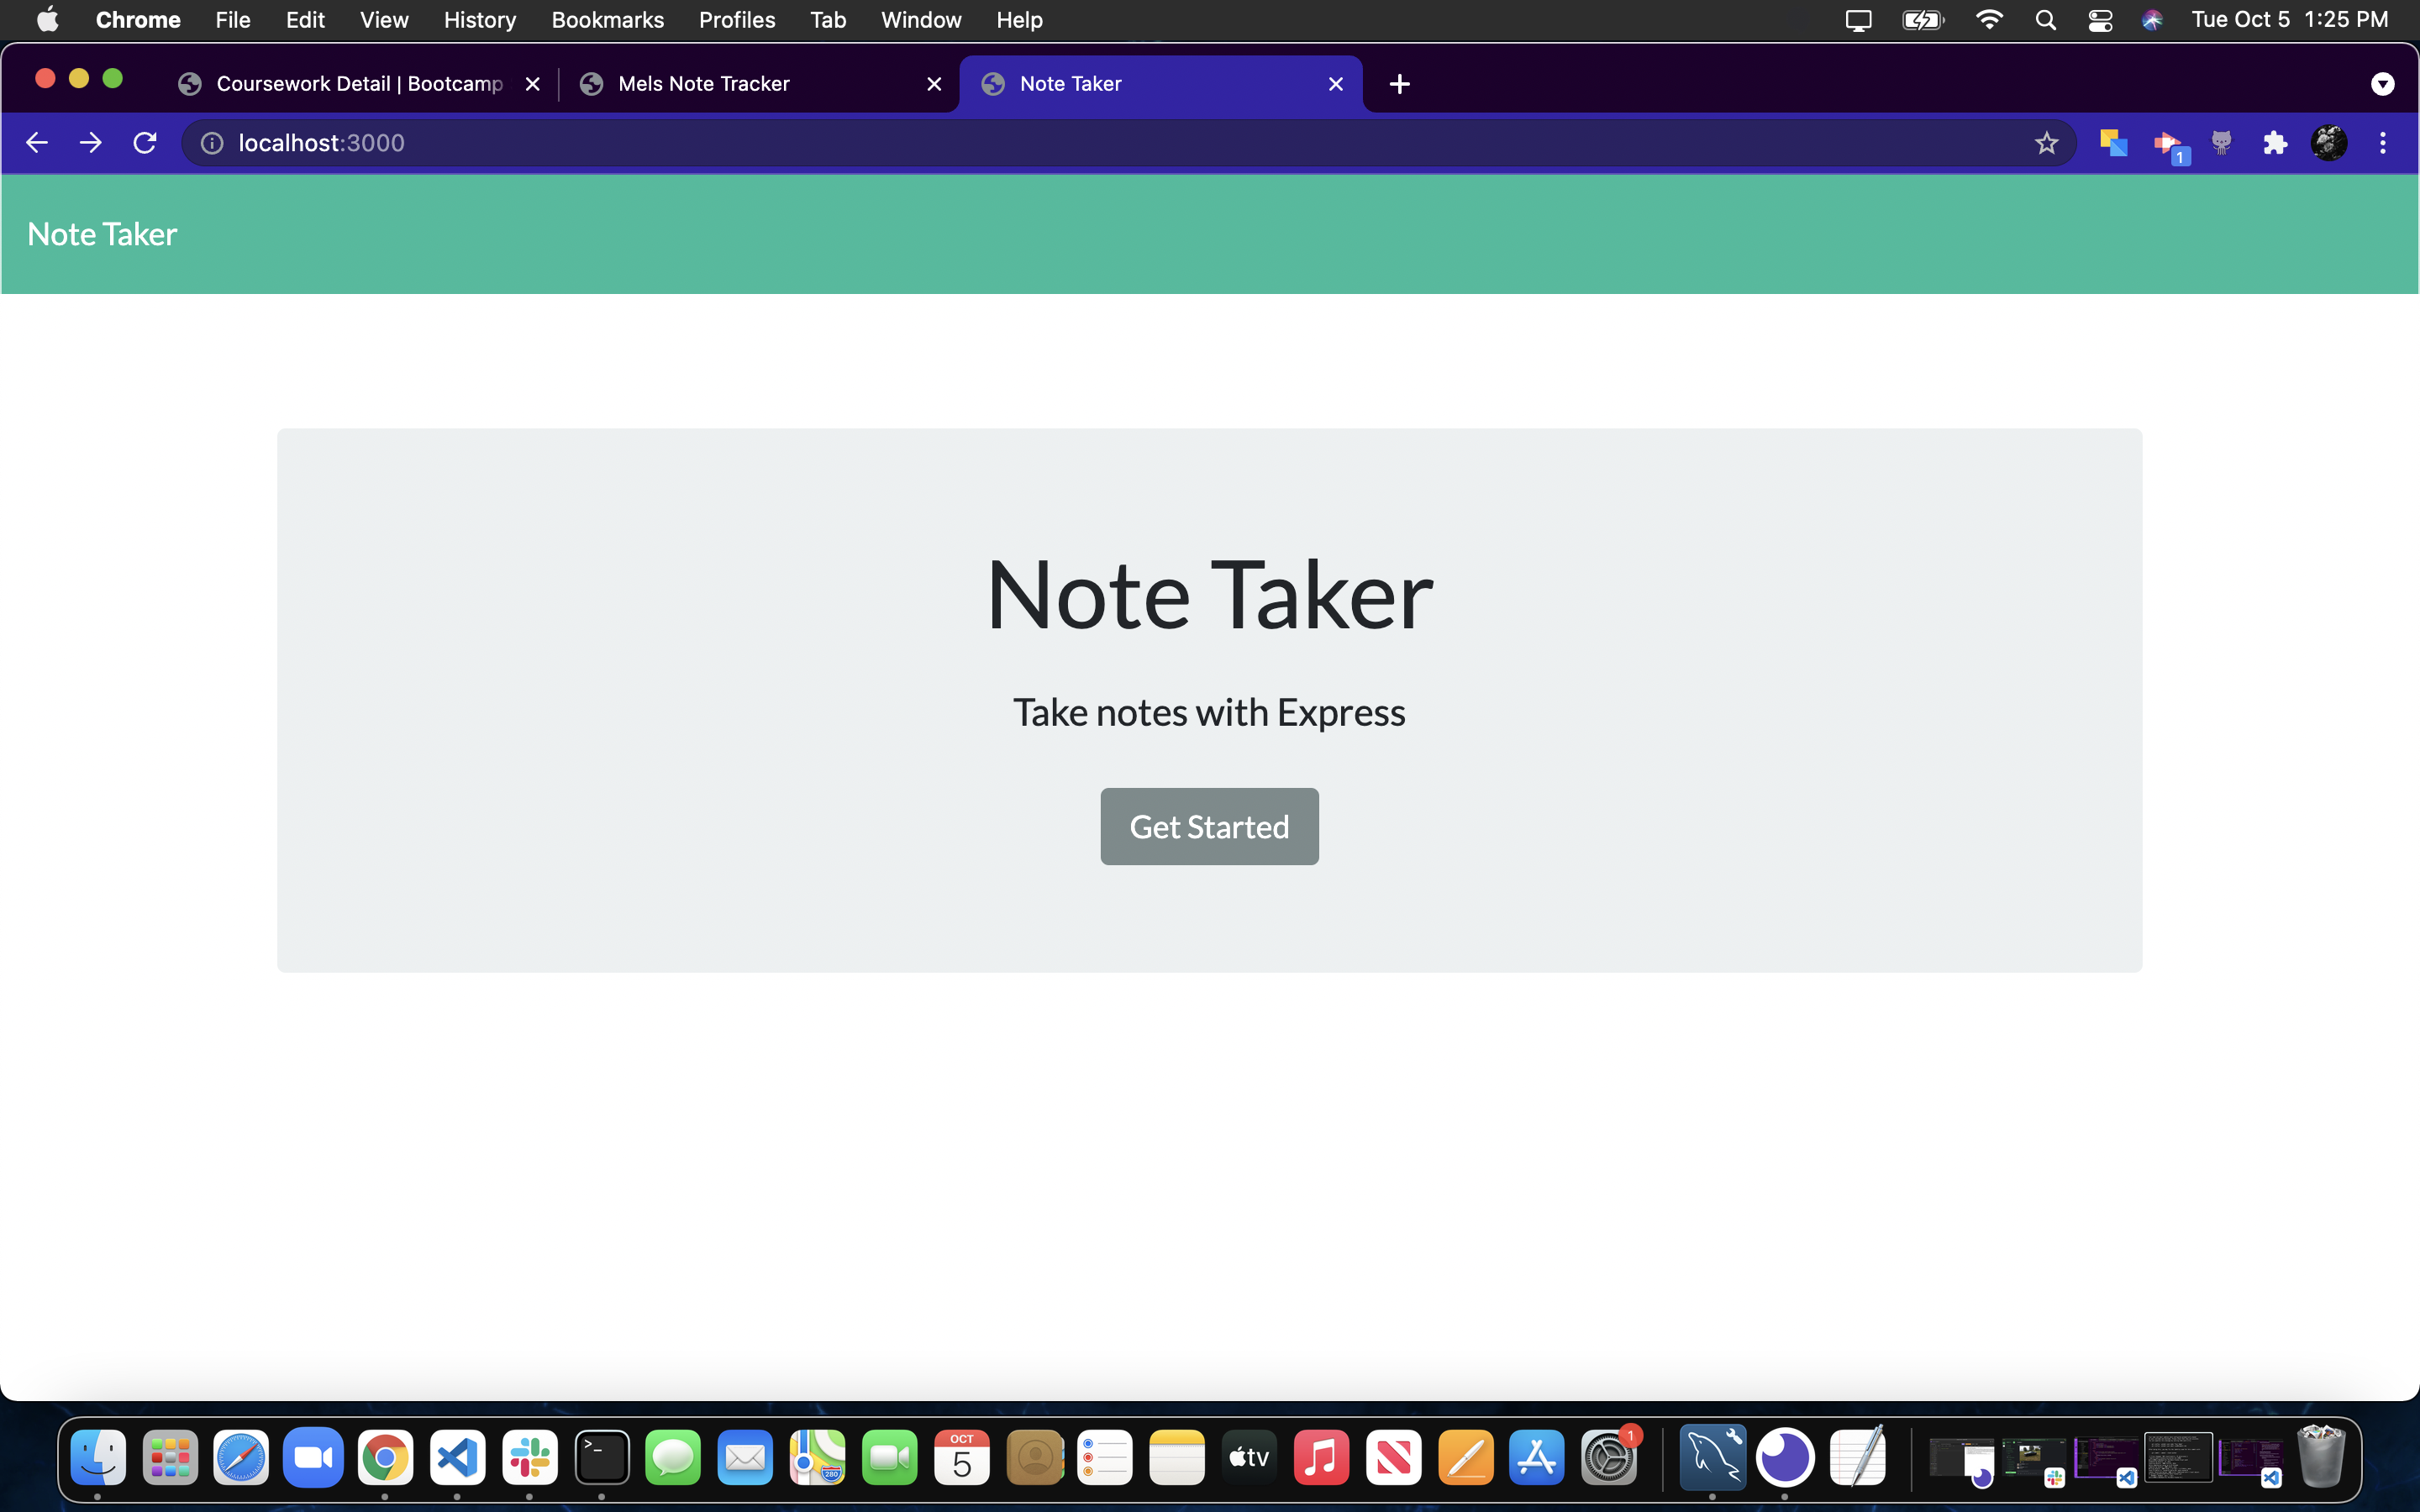 Chrome File Edit View History Bookmarks Profiles Tab Window Help Tue Oct 5 1:25 PM
Coursework Detail | Bootcamp Mels Note Tracker Note Taker
localhost:3000
1
Note Taker
Note Taker
Take notes with Express
Get Started
OCT
5
280
tv
1